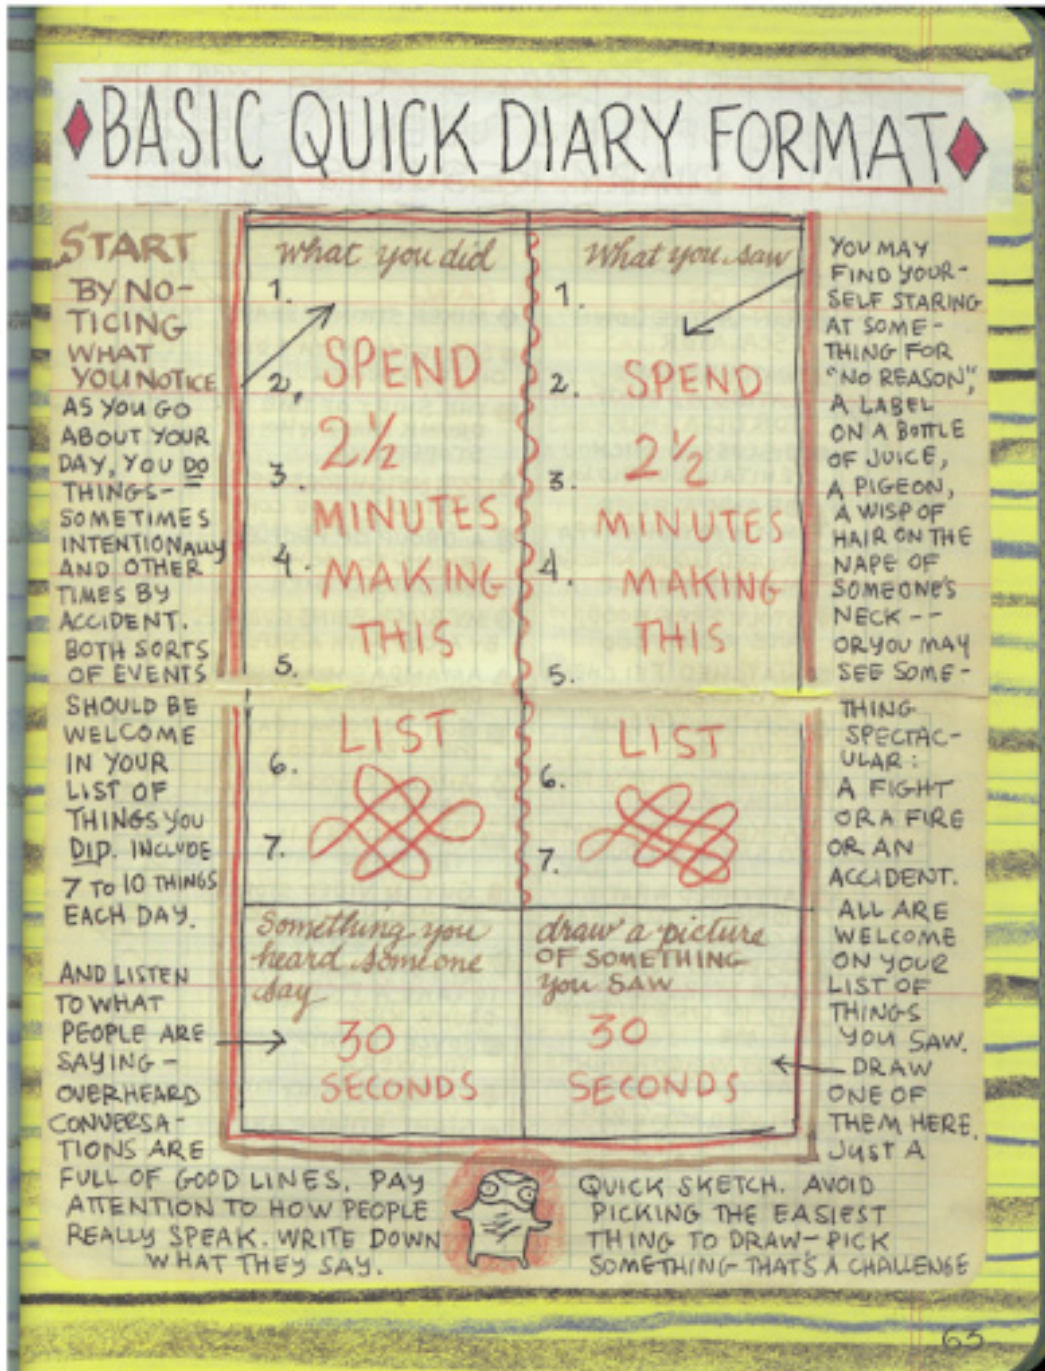 BASIC QUICK DIARY FORMAT
START
BY NO-
TICING
WHAT
YOU NOTICE
AS YOU GO
ABOUT YOUR
DAY, YOU DO
THINGS-
SOMETIMES
INTENTIONALLY
AND OTHER
TIMES BY
ACCIDENT.
BOTH SORTS
OF EVENTS
SHOULD BE
WELCOME
IN YOUR
LIST OF
THINGS YOU
DID. INCLUDE
7 TO 10 THINGS
EACH DAY.
AND LISTEN
TO WHAT
PEOPLE ARE
SAYING-
OVERHEARD
CONVERSA-
TIONS ARE
FULL OF GOOD LINES. PAY
ATTENTION TO HOW PEOPLE
REALLY SPEAK. WRITE DOWN
WHAT THEY SAY.
what you did
1.
SPEND
2.
2½
3.
MINUTES
4.
MAKING
THIS
5.
LIST
6.
7.
What you saw
1.
SPEND
2.
2½
3.
MINUTES
4.
MAKING
THIS
5.
LIST
6.
7.
Something you
heard someone
say
30
SECONDS
draw a picture
OF SOMETHING
you SAW
30
SECONDS
YOU MAY
FIND YOUR-
SELF STARING
AT SOME-
THING FOR
"NO REASON",
A LABEL
ON A BOTTLE
OF JUICE,
A PIGEON,
A WISP OF
HAIR ON THE
NAPE OF
SOMEONE'S
NECK --
OR YOU MAY
SEE SOME-
THING
SPECTAC-
ULAR:
A FIGHT
OR A FIRE
OR AN
ACCIDENT.
ALL ARE
WELCOME
ON YOUR
LIST OF
THINGS
YOU SAW.
DRAW
ONE OF
THEM HERE.
JUST A
QUICK SKETCH. AVOID
PICKING THE EASIEST
THING TO DRAW-PICK
SOMETHING THAT'S A CHALLENGE
63